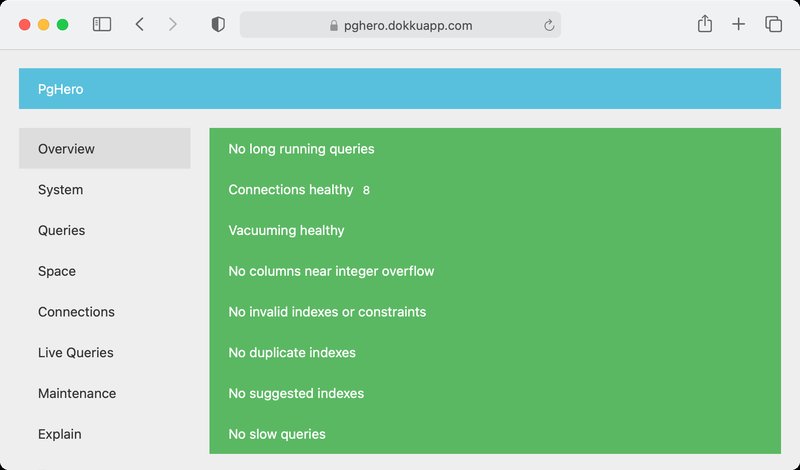 pghero.dokkuapp.com
PgHero
Overview
System
Queries
Space
Connections
Live Queries
Maintenance
Explain
No long running queries
Connections healthy 8
Vacuuming healthy
No columns near integer overflow
No invalid indexes or constraints
No duplicate indexes
No suggested indexes
No slow queries